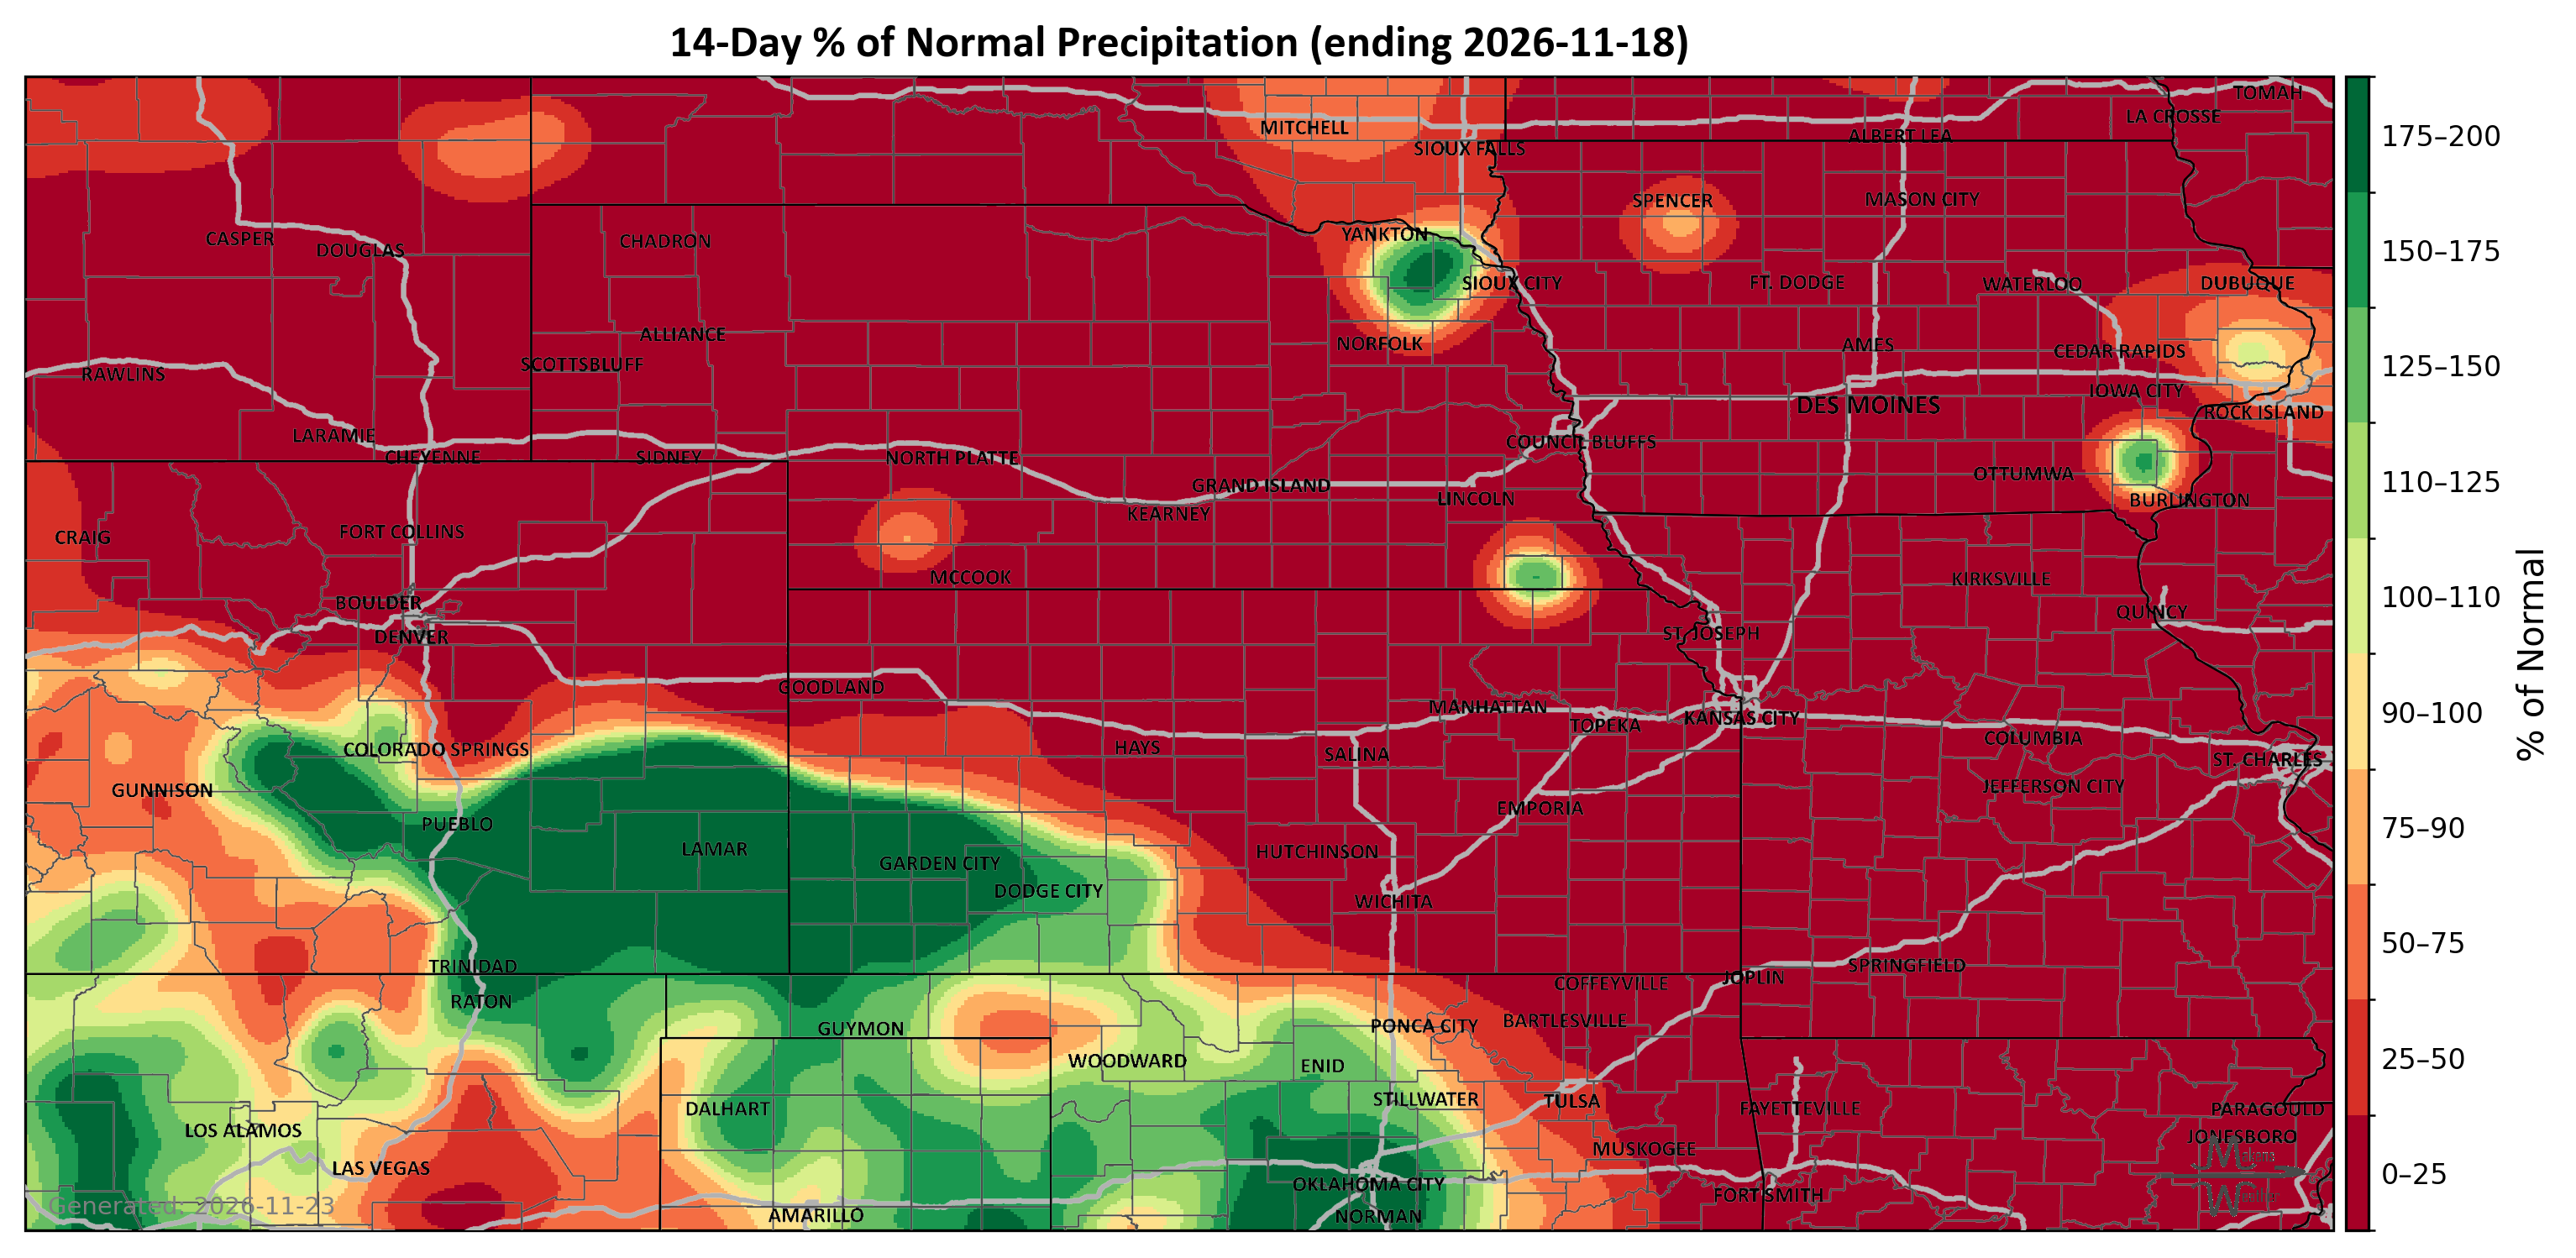 14-Day % of Normal Precipitation (ending 2026-11-18)
TOMAH
LA CROSSE
MITCHELL
ALBERT LEA
SIOUX FALLS
SPENCER
MASON CITY
YANKTON
CASPER
DOUGLAS
CHADRON
SIOUX CITY
FT. DODGE
WATERLOO
DUBUQUE
ALLIANCE
NORFOLK
AMES
CEDAR RAPIDS
SCOTTSBLUFF
RAWLINS
IOWA CITY
DES MOINES
ROCK ISLAND
LARAMIE
COUNCIL BLUFFS
CHEYENNE
SIDNEY
NORTH PLATTE
OTTUMWA
GRAND ISLAND
LINCOLN
BURLINGTON
KEARNEY
CRAIG
FORT COLLINS
MCCOOK
KIRKSVILLE
BOULDER
QUINCY
DENVER
ST. JOSEPH
GOODLAND
MANHATTAN
TOPEKA
KANSAS CITY
COLUMBIA
COLORADO SPRINGS
HAYS
SALINA
ST. CHARLES
GUNNISON
JEFFERSON CITY
EMPORIA
PUEBLO
LAMAR
HUTCHINSON
GARDEN CITY
DODGE CITY
WICHITA
TRINIDAD
SPRINGFIELD
JOPLIN
COFFEYVILLE
RATON
GUYMON
PONCA CITY
BARTLESVILLE
WOODWARD
ENID
DALHART
STILLWATER
TULSA
FAYETTEVILLE
PARAGOULD
LOS ALAMOS
JONESBORO
MUSKOGEE
LAS VEGAS
OKLAHOMA CITY
FORT SMITH
AMARILLO
NORMAN
Generated: 2026-11-23
175–200
150–175
125–150
110–125
100–110
90–100
75–90
50–75
25–50
0–25
% of Normal